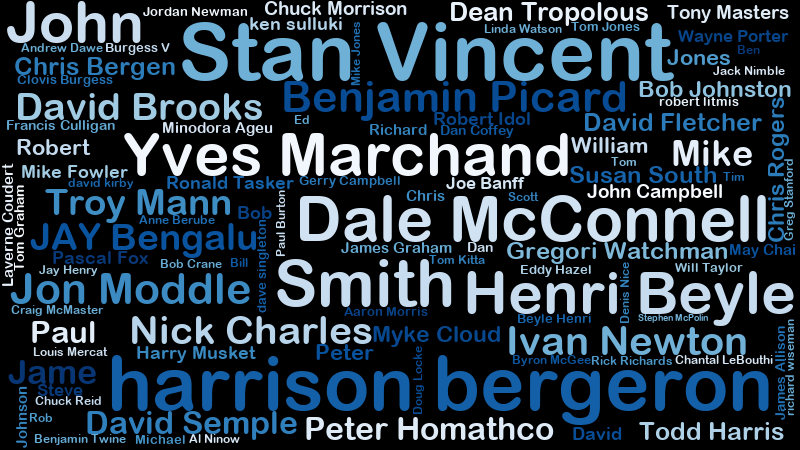 John
Jordan Newman
Chuck Morrison
Dean Tropolous
Tony Masters
ken sulluki
Linda Watson
Tom Jones
Wayne Porter
Andrew Dawe
Burgess V
Stan Vincent
Mike Jones
Jones
Ben
Chris Bergen
Jack Nimble
Clovis Burgess
Benjamin Picard
Bob Johnston
robert litmis
David Brooks
Francis Culligan
Minodora Ageu
Ed
Richard
Robert Idol
Dan Coffey
David Fletcher
Chris Rogers
Robert
Yves Marchand
William
Mike
Tom
Mike Fowler
david kirby
Ronald Tasker
Gerry Campbell
Joe Banff
Susan South
Tim
John Campbell
Greg Stanford
Laverne Coudert
Tom Graham
Troy Mann
Anne Berube
Bob
Paul Burton
Chris
Scott
Dale McConnell
JAY Bengalu
dave singleton
James Graham
Dan
Gregori Watchman
May Chai
Pascal Fox
Bob Crane
Bill
Tom Kitta
Jay Henry
Smith
Eddy Hazel
Denis Nice
Will Taylor
Jon Moddle
Henri Beyle
Craig McMaster
Aaron Morris
Beyle Henri
Stephen McPolin
Paul
Nick Charles
Myke Cloud
Ivan Newton
Louis Mercat
Harry Musket
Peter
Doug Locke
Byron McGee
Rick Richards
Chantal LeBouthi
James Allison
richard wiseman
Jame
Steve
harrison bergeron
Chuck Reid
Johnson
Rob
David Semple
Peter Homathco
David
Todd Harris
Benjamin Twine
Michael
Al Ninow